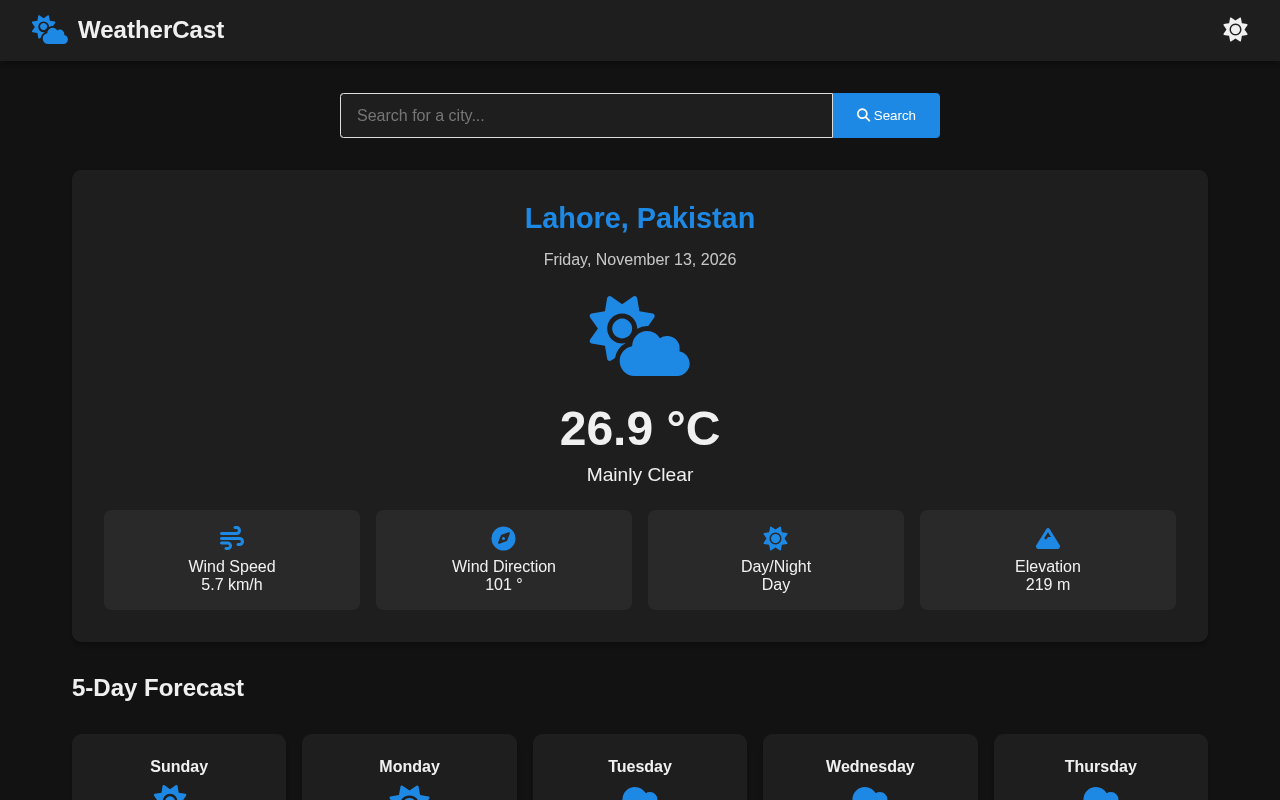 WeatherCast
Search for a city...
Search
Lahore, Pakistan
Friday, November 13, 2026
26.9 °C
Mainly Clear
Wind Speed
5.7 km/h
Wind Direction
101 °
Day/Night
Day
Elevation
219 m
5-Day Forecast
Sunday
Monday
Tuesday
Wednesday
Thursday